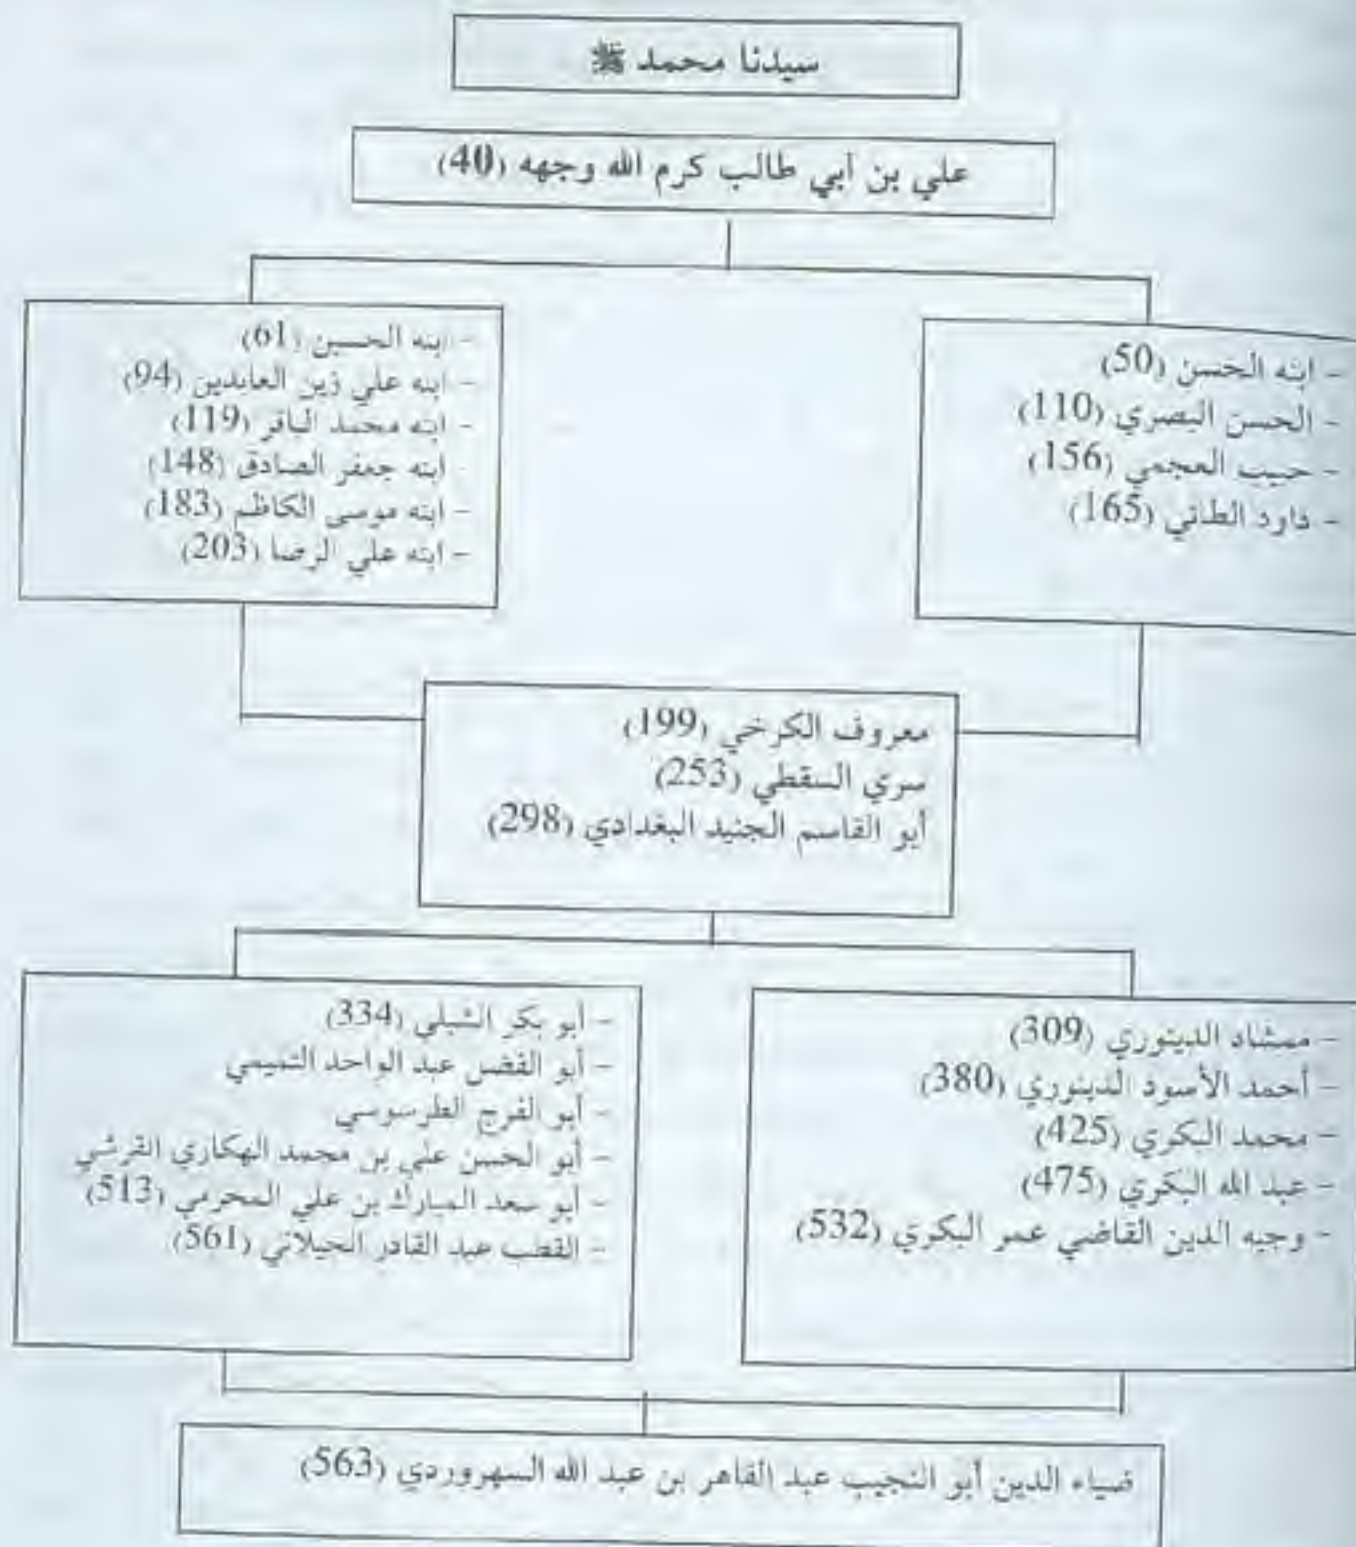 سيدنا محمد ﷺ
علي بن أبي طالب كرم الله وجهه (40)
- ابنه الحسن (50)
- الحسن البصري (110)
- حبيب العجمي (156)
- داود الطائي (165)
- ابنه الحسين (61)
- ابنه علي زين العابدين (94)
- ابنه محمد الباقر (119)
- ابنه جعفر الصادق (148)
- ابنه موسى الكاظم (183)
- ابنه علي الرضا (203)
معروف الكرخي (199)
سري السقطي (253)
أبو القاسم الجنيد البغدادي (298)
- ممشاد الدينوري (309)
- أحمد الأسود الدينوري (380)
- محمد البكري (425)
- عبد الله البكري (475)
- وجيه الدين القاضي عمر البكري (532)
- أبو بكر الشبلي (334)
- أبو الفضل عبد الواحد التميمي
- أبو الفرج الطرسوسي
- أبو الحسن علي بن محمد الهكاري القرشي
- أبو سعد المبارك بن علي المخرمي (513)
- القطب عبد القادر الجيلاني (561)
ضياء الدين أبو النجيب عبد القاهر بن عبد الله السهروردي (563)